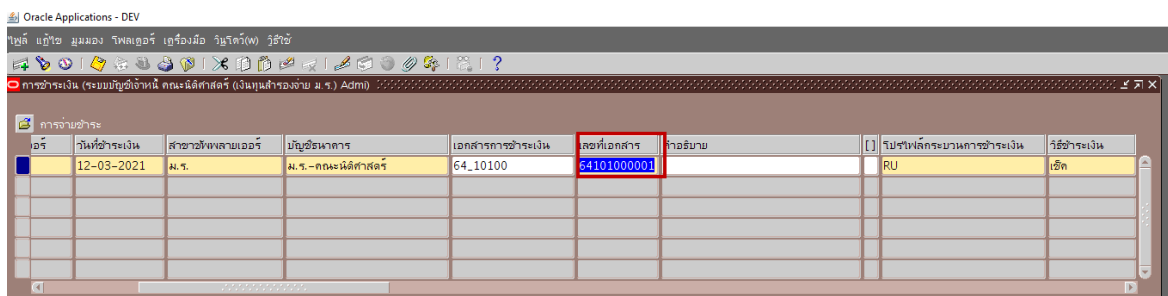 Oracle Applications - DEV
ไฟล์ แก้ไข มุมมอง โฟลเดอร์ เครื่องมือ วินโดว์(W) วิธีใช้
การชำระเงิน (ระบบบัญชีเจ้าหนี้ คณะนิติศาสตร์ (เงินทุนสำรองจ่าย ม.ร.) Admi)
การจ่ายชำระ
วันที่ชำระเงิน สาขาซัพพลายเออร์ บัญชีธนาคาร เอกสารการชำระเงิน เลขที่เอกสาร คำอธิบาย [ ] โปรไฟล์กระบวนการชำระเงิน วิธีชำระเงิน
12-03-2021 ม.ร. ม.ร.-คณะนิติศาสตร์ 64_10100 64101000001 RU เช็ค